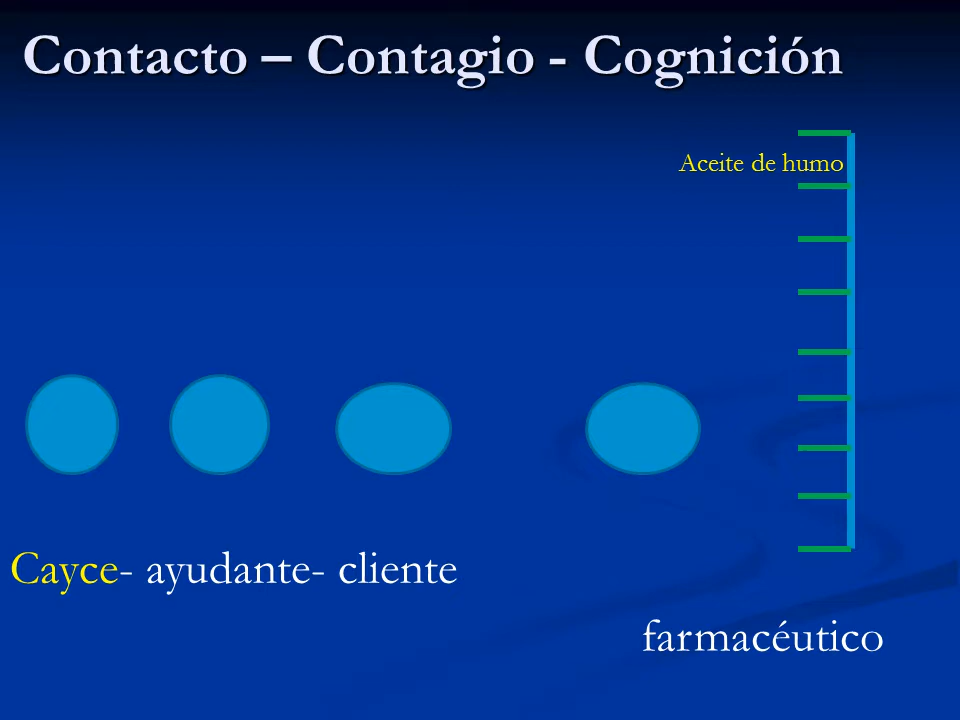 Contacto – Contagio - Cognición
Aceite de humo
Cayce- ayudante- cliente
farmacéutico